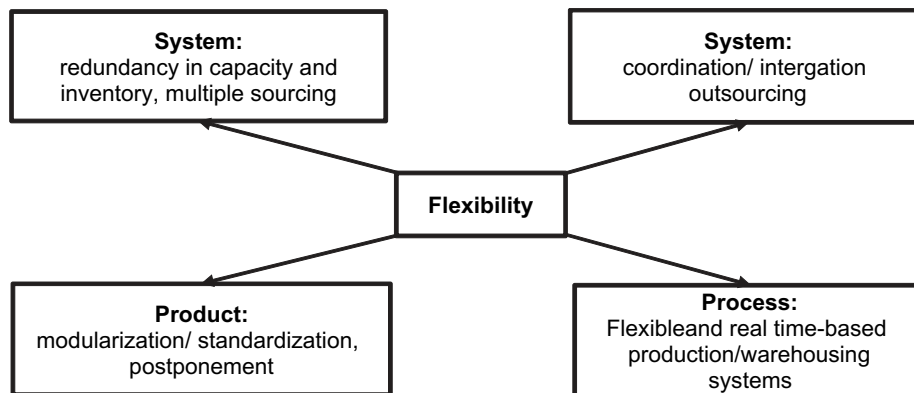 System:
redundancy in capacity and
inventory, multiple sourcing
System:
coordination/ intergation
outsourcing
Flexibility
Product:
modularization/ standardization,
postponement
Process:
Flexibleand real time-based
production/warehousing
systems